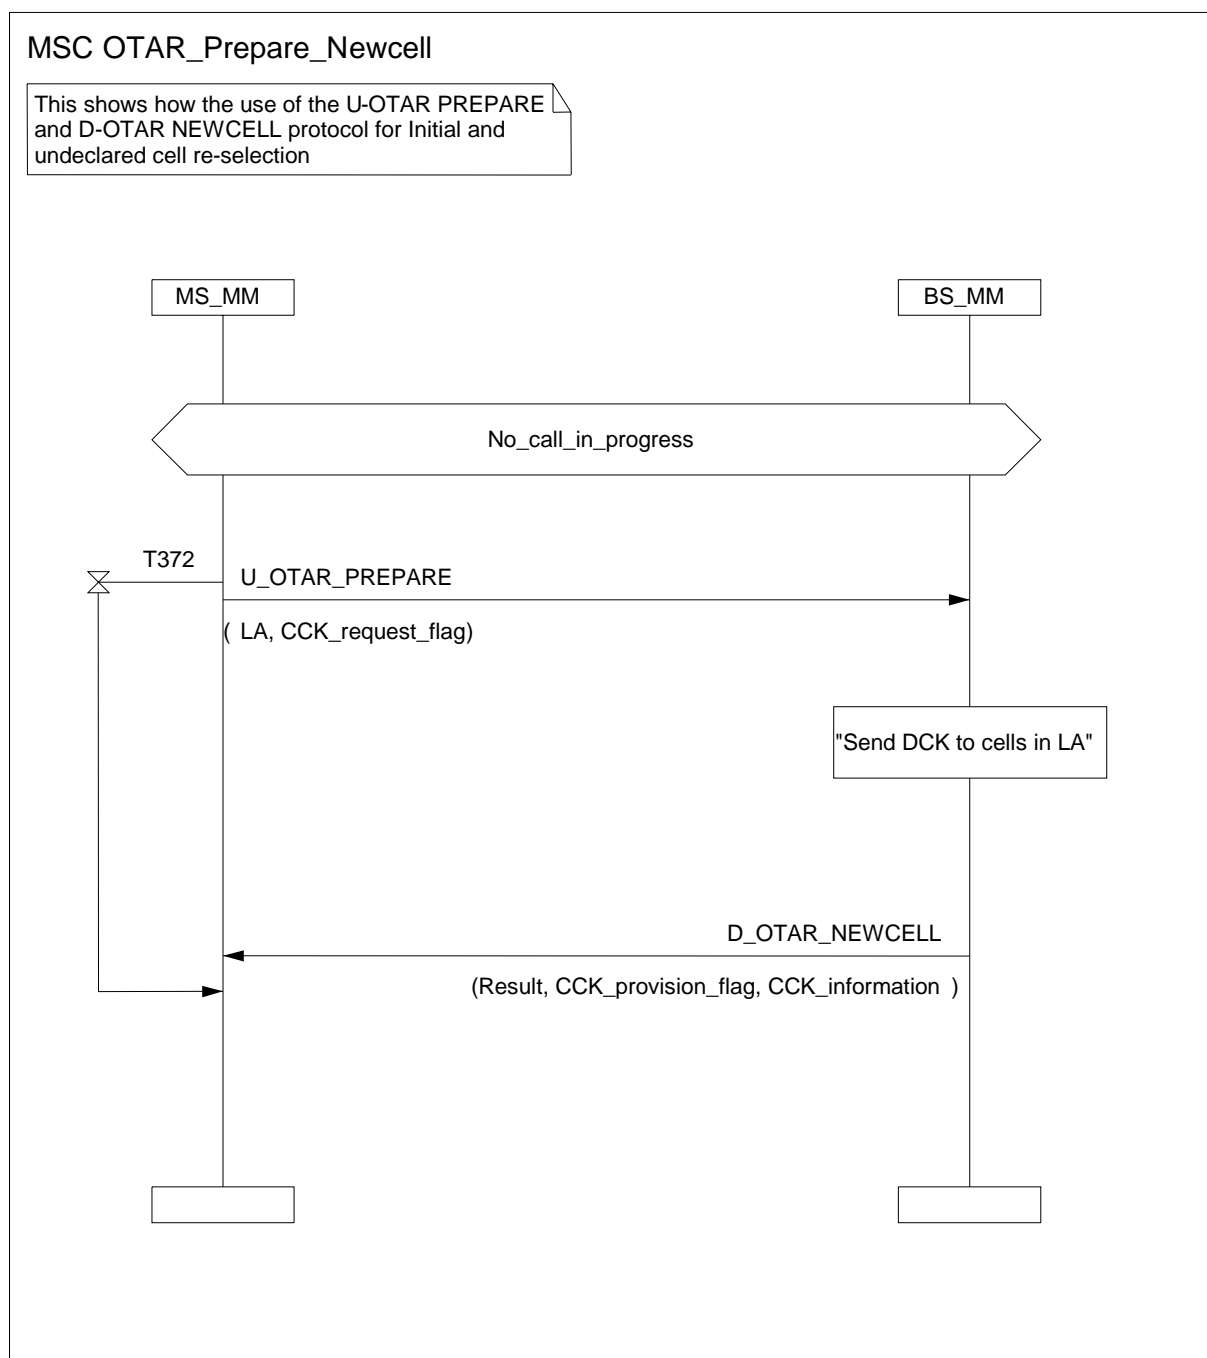 MSC OTAR_Prepare_Newcell
This shows how the use of the U-OTAR PREPARE
and D-OTAR NEWCELL protocol for Initial and
undeclared cell re-selection
MS_MM
BS_MM
No_call_in_progress
T372
U_OTAR_PREPARE
( LA, CCK_request_flag)
"Send DCK to cells in LA"
D_OTAR_NEWCELL
(Result, CCK_provision_flag, CCK_information )